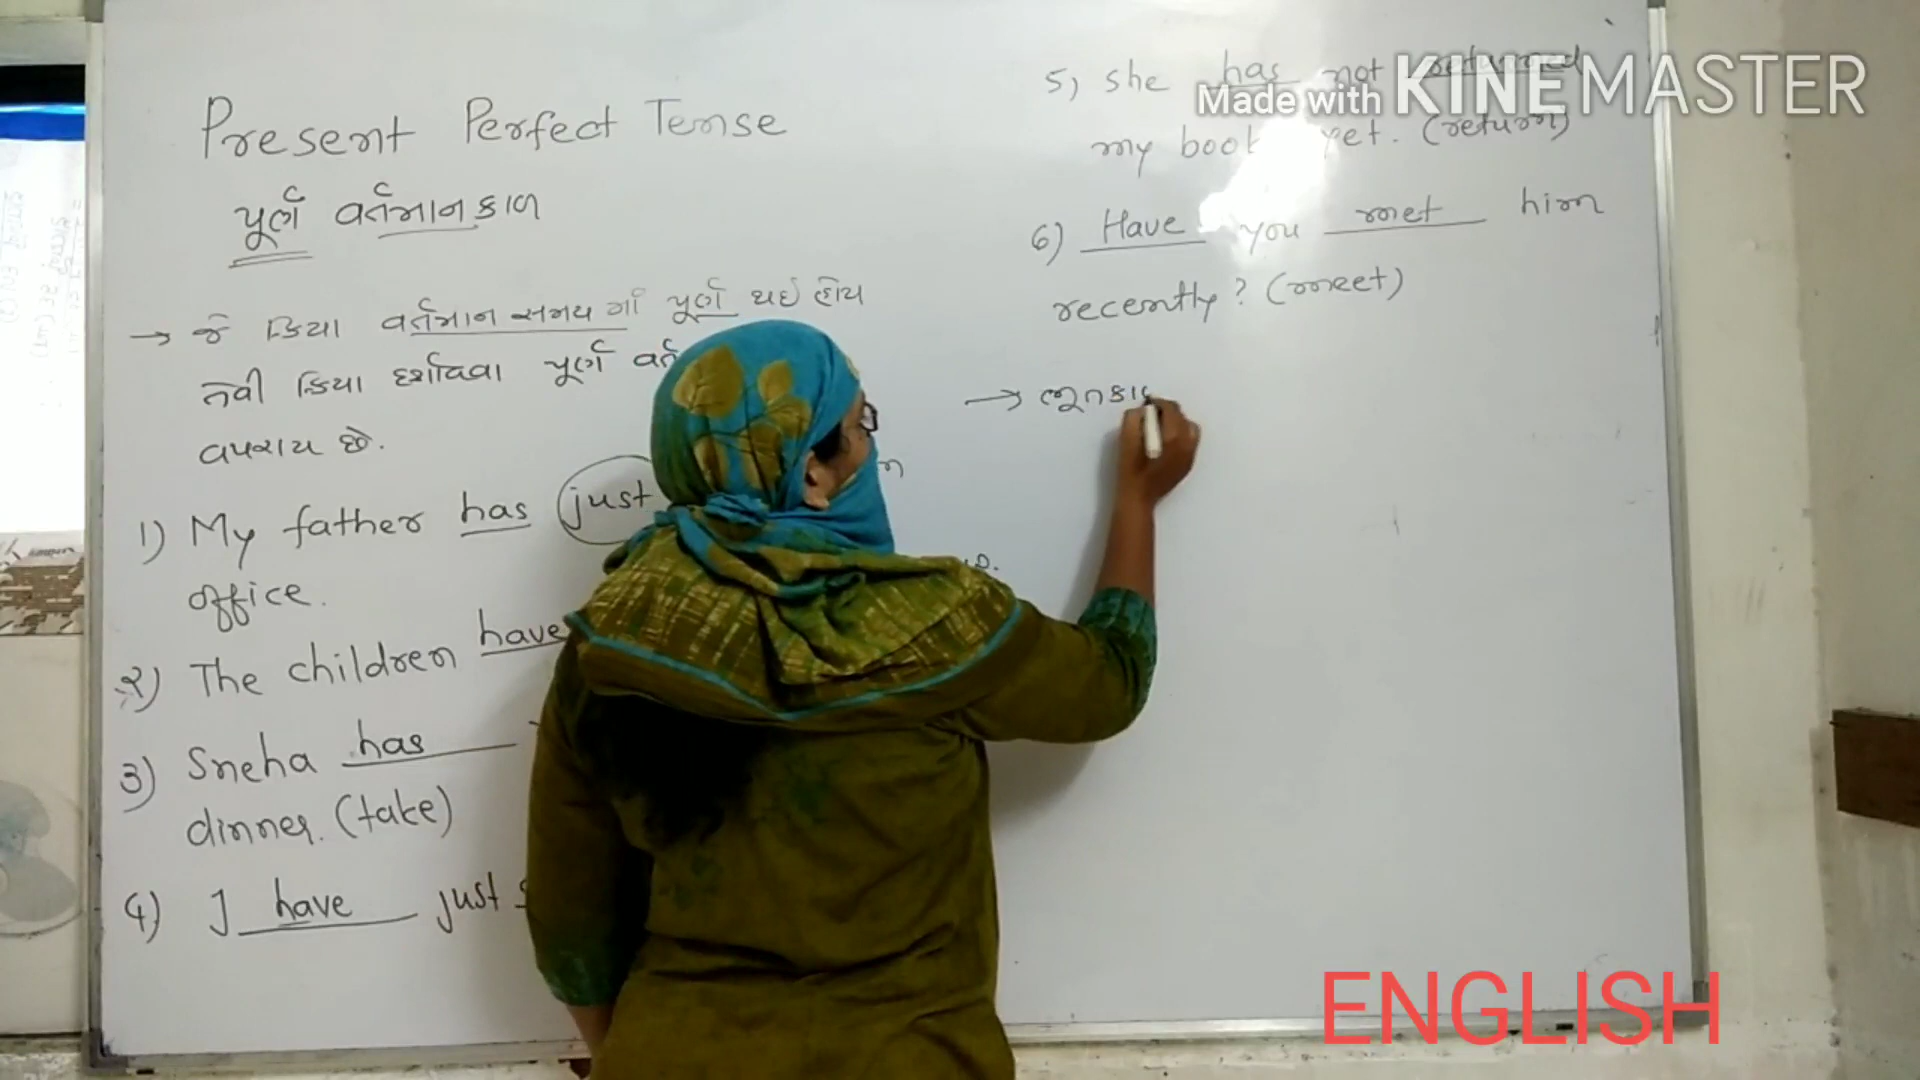 Present Perfect Tense
પૂર્ણ વર્તમાનકાળ
→ જે ક્રિયા વર્તમાન સમય માં પૂર્ણ થઇ હોય
તેવી ક્રિયા દર્શાવવા પૂર્ણ
વપરાય છે.
1) My father has just
office.
2) The children have
3) Sneha has
dinner. (take)
4) I have just
5) She has not returned
my book yet. (return)
6) Have you met him
recently? (meet)
→ ભૂતકા
Made with KINEMASTER
ENGLISH